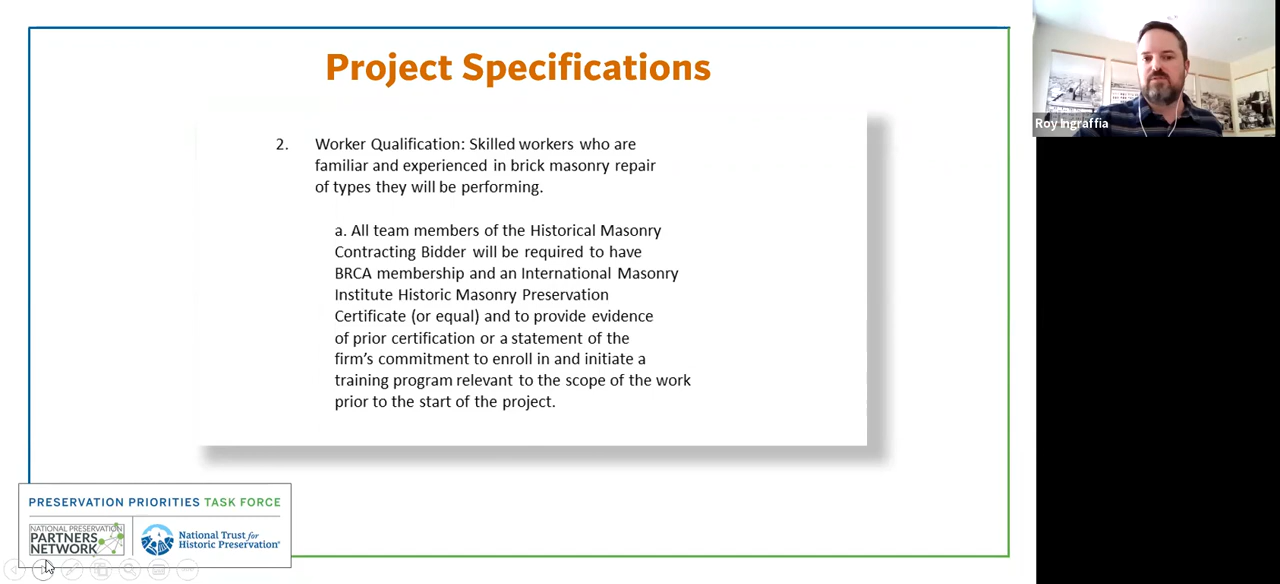 Project Specifications
Roy Ingraffia
2. Worker Qualification: Skilled workers who are
familiar and experienced in brick masonry repair
of types they will be performing.
a. All team members of the Historical Masonry
Contracting Bidder will be required to have
BRCA membership and an International Masonry
Institute Historic Masonry Preservation
Certificate (or equal) and to provide evidence
of prior certification or a statement of the
firm's commitment to enroll in and initiate a
training program relevant to the scope of the work
prior to the start of the project.
PRESERVATION PRIORITIES TASK FORCE
NATIONAL PRESERVATION
PARTNERS
NETWORK
National Trust for
Historic Preservation®